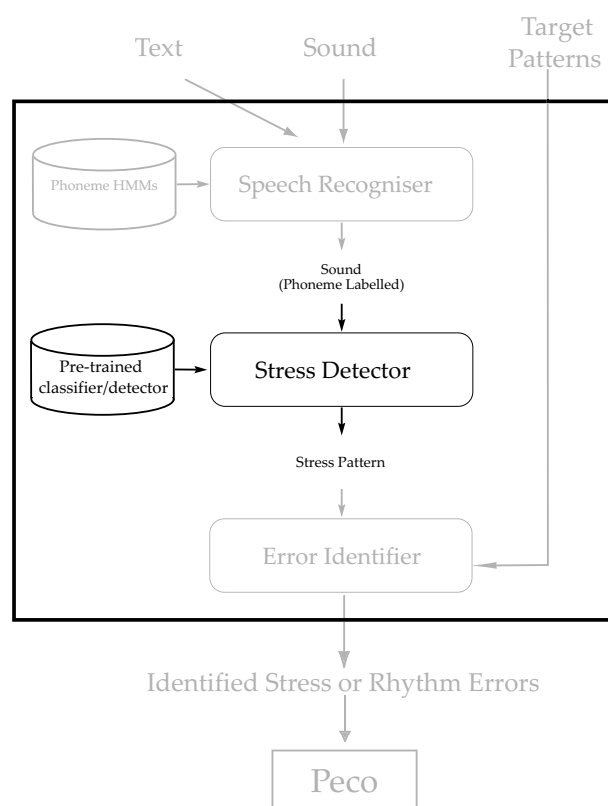 Text
Sound
Target
Patterns
Phoneme HMMs
Speech Recogniser
Sound
(Phoneme Labelled)
Pre-trained
classifier/detector
Stress Detector
Stress Pattern
Error Identifier
Identified Stress or Rhythm Errors
Peco